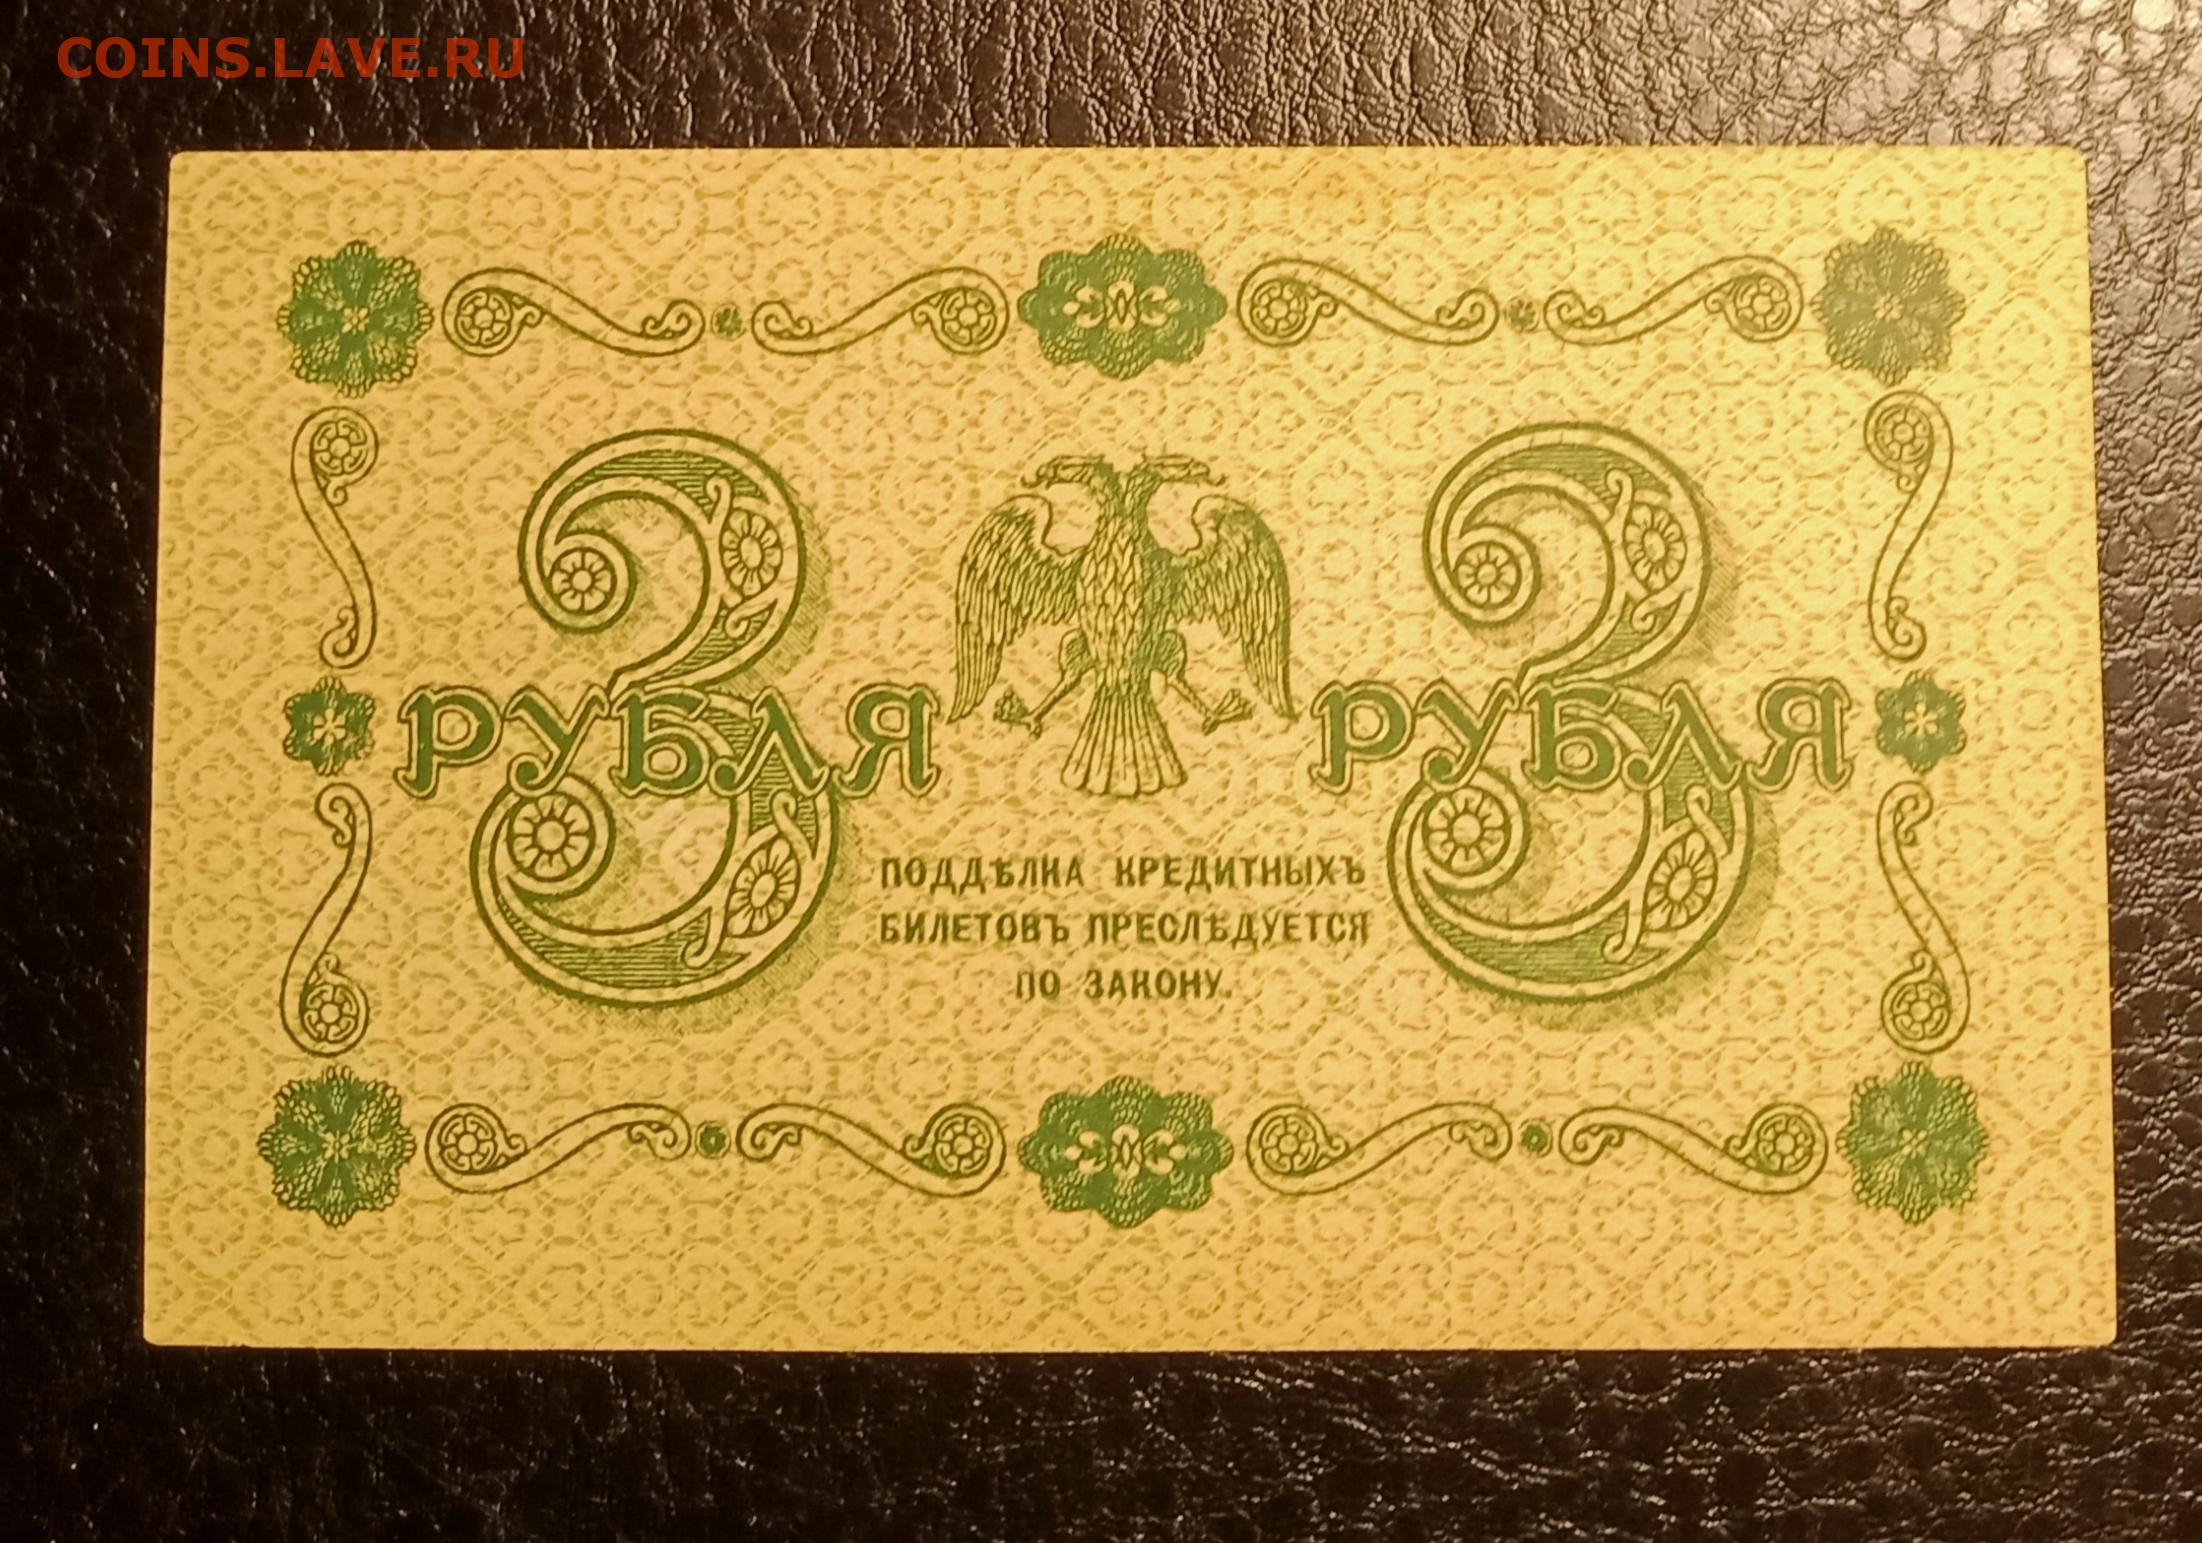 COINS.LAVE.RU
3 3
РУБЛЯ РУБЛЯ
ПОДДѢЛКА КРЕДИТНЫХЪ
БИЛЕТОВЪ ПРЕСЛѢДУЕТСЯ
ПО ЗАКОНУ.